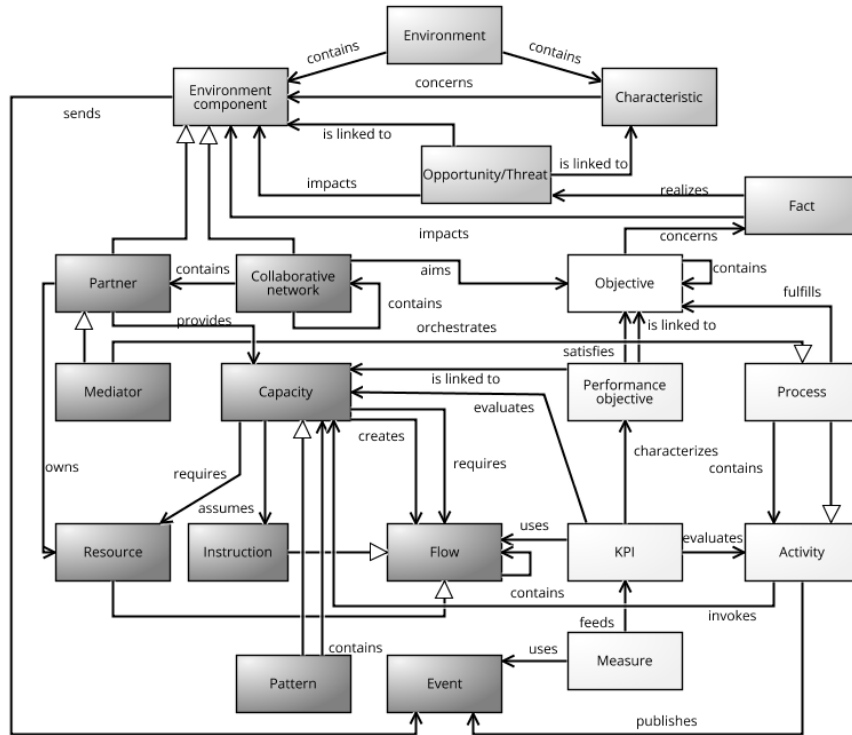 Environment
contains
contains
Environment
component
concerns
Characteristic
sends
is linked to
is linked to
Opportunity/Threat
impacts
realizes
Fact
impacts
concerns
Partner
contains
Collaborative
network
aims
Objective
contains
contains
fulfills
provides
orchestrates
is linked to
satisfies
Mediator
Capacity
is linked to
Performance
objective
Process
evaluates
creates
characterizes
owns
requires
requires
contains
assumes
Resource
Instruction
Flow
uses
KPI
evaluates
Activity
contains
invokes
feeds
contains
uses
Measure
Pattern
Event
publishes